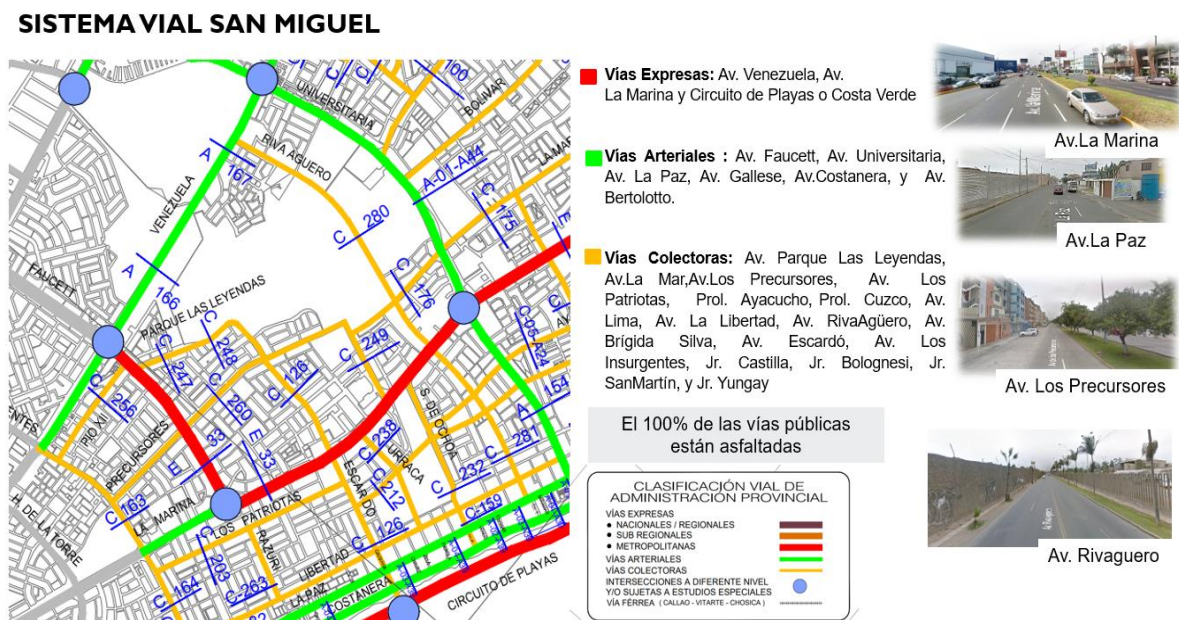 SISTEMA VIAL SAN MIGUEL
UNIVERSITARIA
BOLIVAR
LA MAR
RIVA AGUERO
VENEZUELA
A
167
A
166
A-01-A44
C - 175
C
280
C
176
FAUCETT
PARQUE LAS LEYENDAS
C
248
C - 247
C
249
C
260
C
126
C-05-A24
C
256
PIO XI
PRECURSORES
E
33
E 33
S. DE OCHOA
A
154
C
281
238
URRACA
C 212
232
C
ESCARDO
C 163
LA MARINA
LOS PATRIOTAS
C
126
C-159
C
203
RAZURI
LIBERTAD
C-263
C
164
LA PAZ
COSTANERA
CIRCUITO DE PLAYAS
H. DE LA TORRE
Vías Expresas: Av. Venezuela, Av.
La Marina y Circuito de Playas o Costa Verde
Vías Arteriales : Av. Faucett, Av. Universitaria,
Av. La Paz, Av. Gallese, Av.Costanera, y Av.
Bertolotto.
Vías Colectoras: Av. Parque Las Leyendas,
Av.La Mar,Av.Los Precursores, Av. Los
Patriotas, Prol. Ayacucho, Prol. Cuzco, Av.
Lima, Av. La Libertad, Av. RivaAgüero, Av.
Brígida Silva, Av. Escardó, Av. Los
Insurgentes, Jr. Castilla, Jr. Bolognesi, Jr.
SanMartín, y Jr. Yungay
El 100% de las vías públicas
están asfaltadas
CLASIFICACIÓN VIAL DE
ADMINISTRACIÓN PROVINCIAL
VÍAS EXPRESAS
• NACIONALES / REGIONALES
• SUB REGIONALES
• METROPOLITANAS
VÍAS ARTERIALES
VÍAS COLECTORAS
INTERSECCIONES A DIFERENTE NIVEL
Y/O SUJETAS A ESTUDIOS ESPECIALES
VÍA FÉRREA ( CALLAO - VITARTE - CHOSICA )
Av.La Marina
Av.La Paz
Av. Los Precursores
Av. Rivaguero